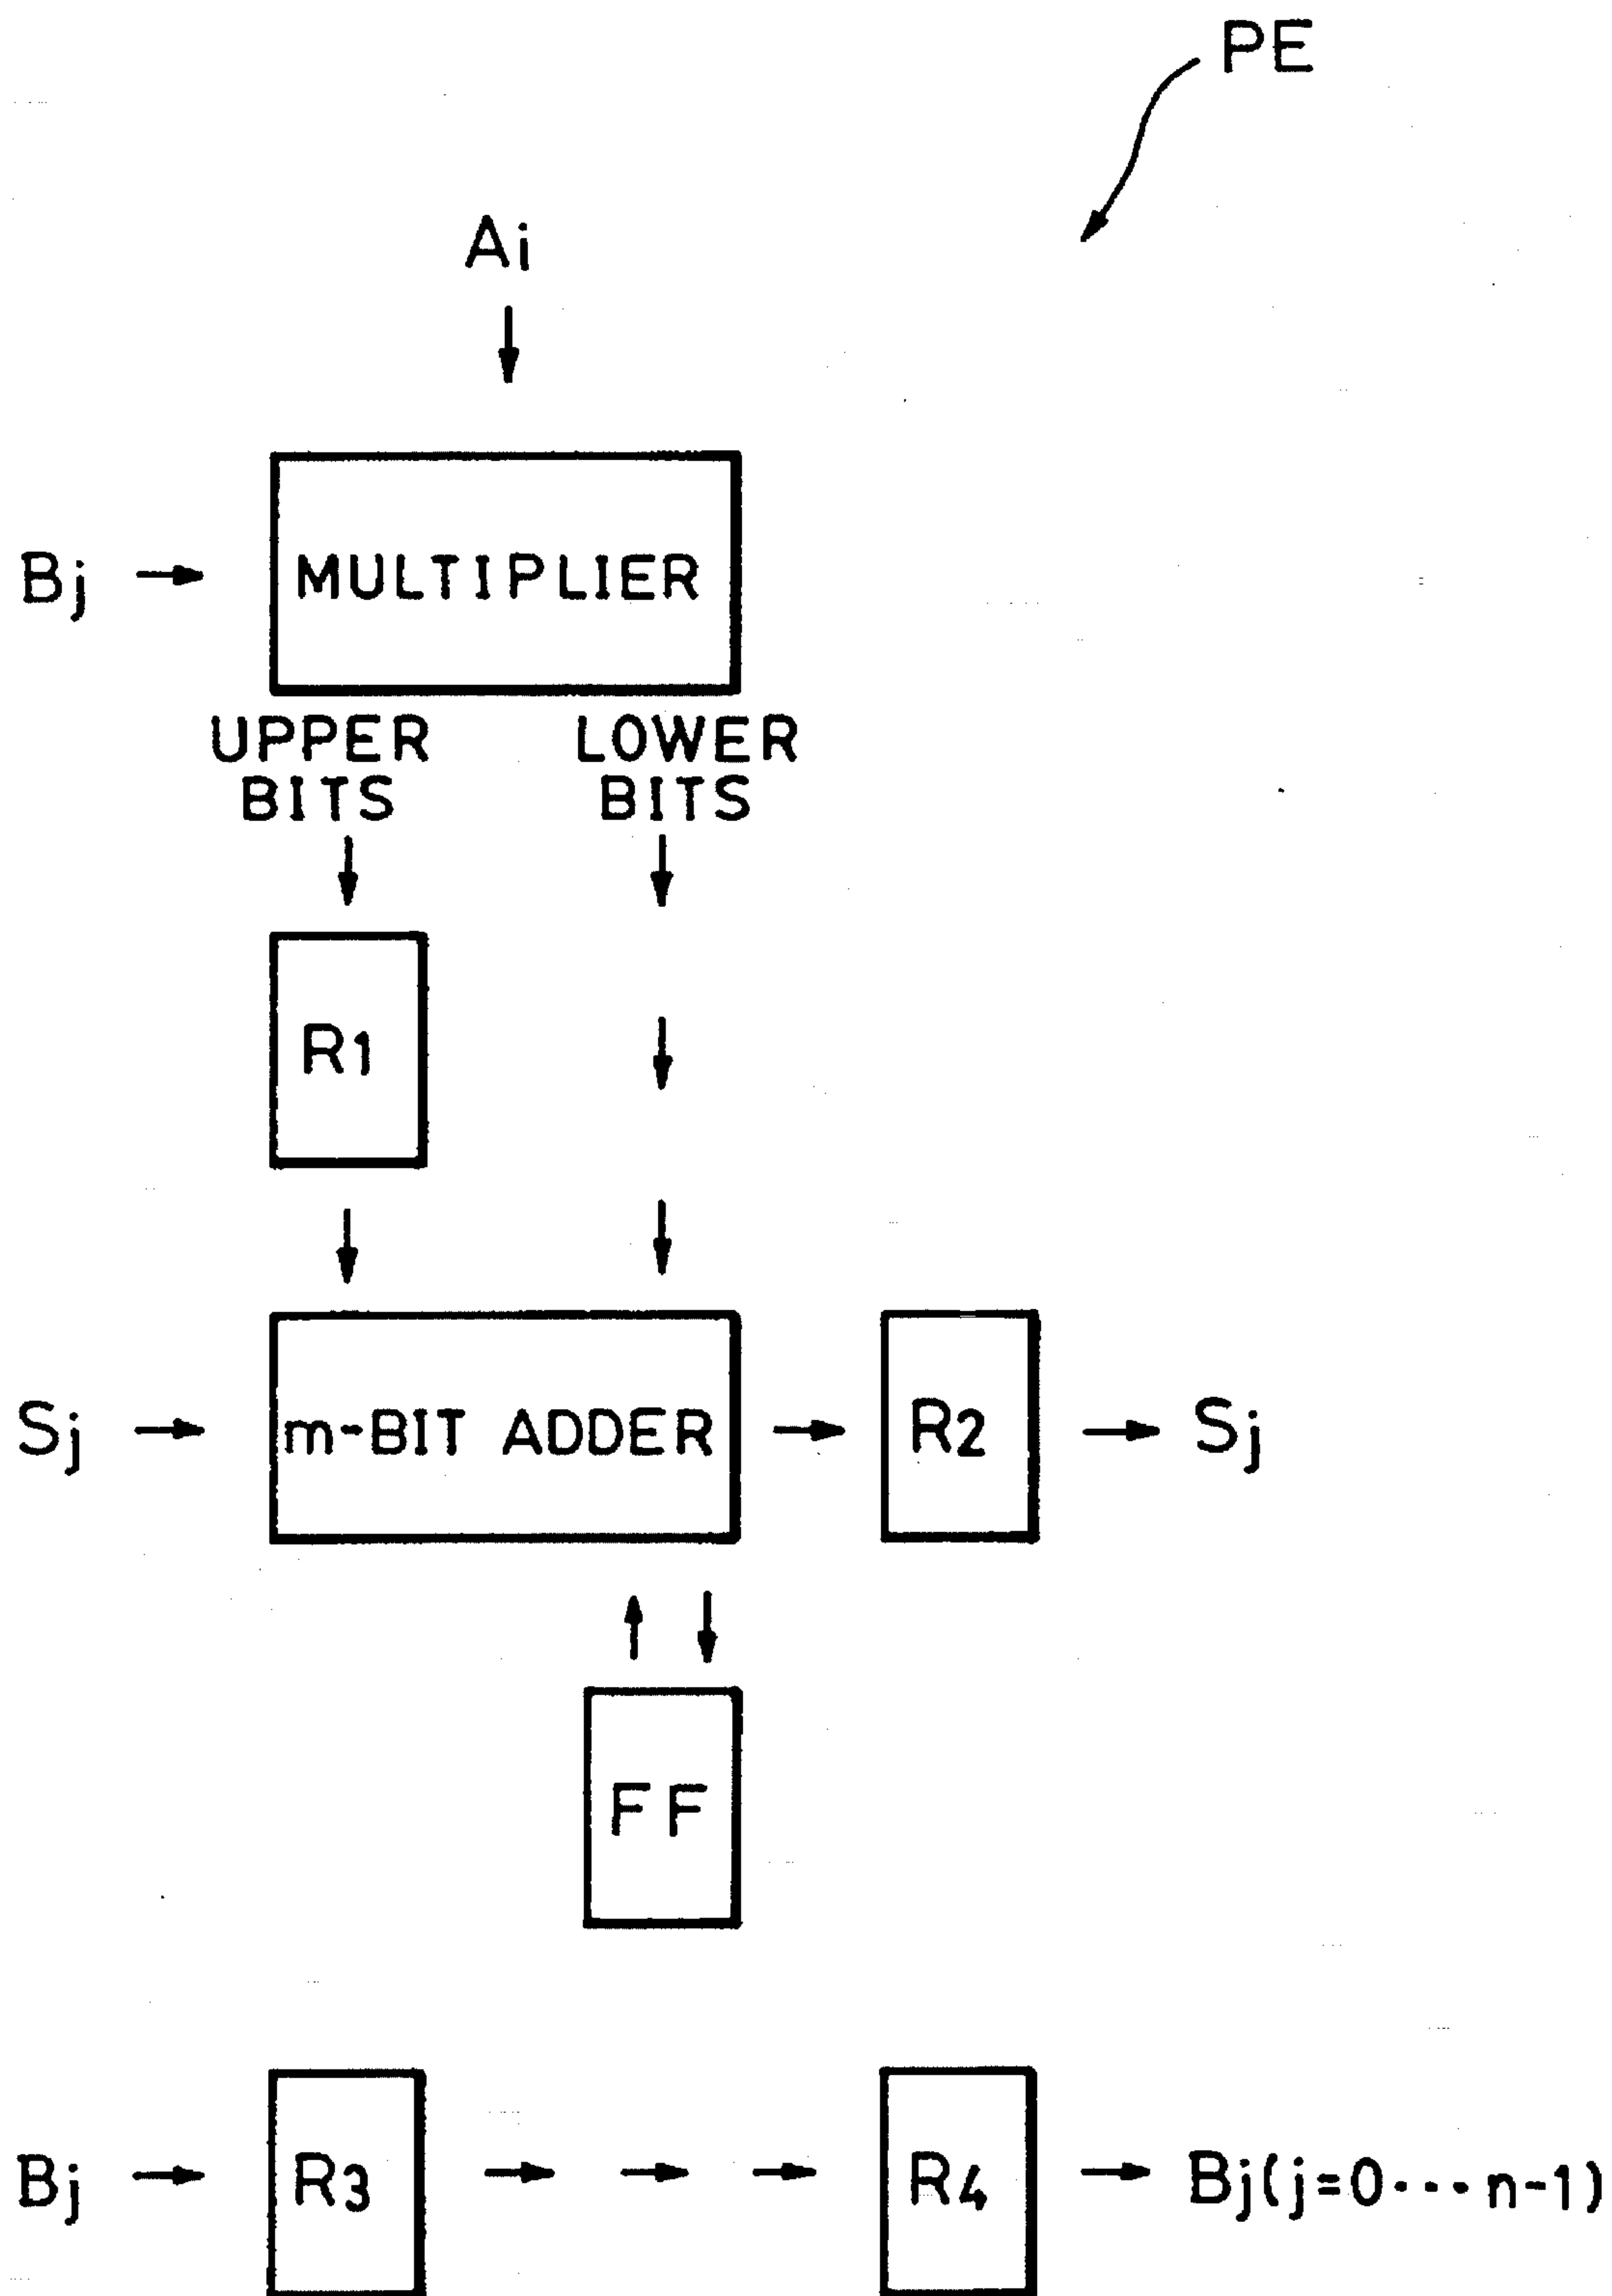 PE
Ai
Bj
MULTIPLIER
UPPER BITS
LOWER BITS
R1
Sj
m-BIT ADDER
R2
Sj
FF
Bj
R3
R4
Bj(j=0···n-1)